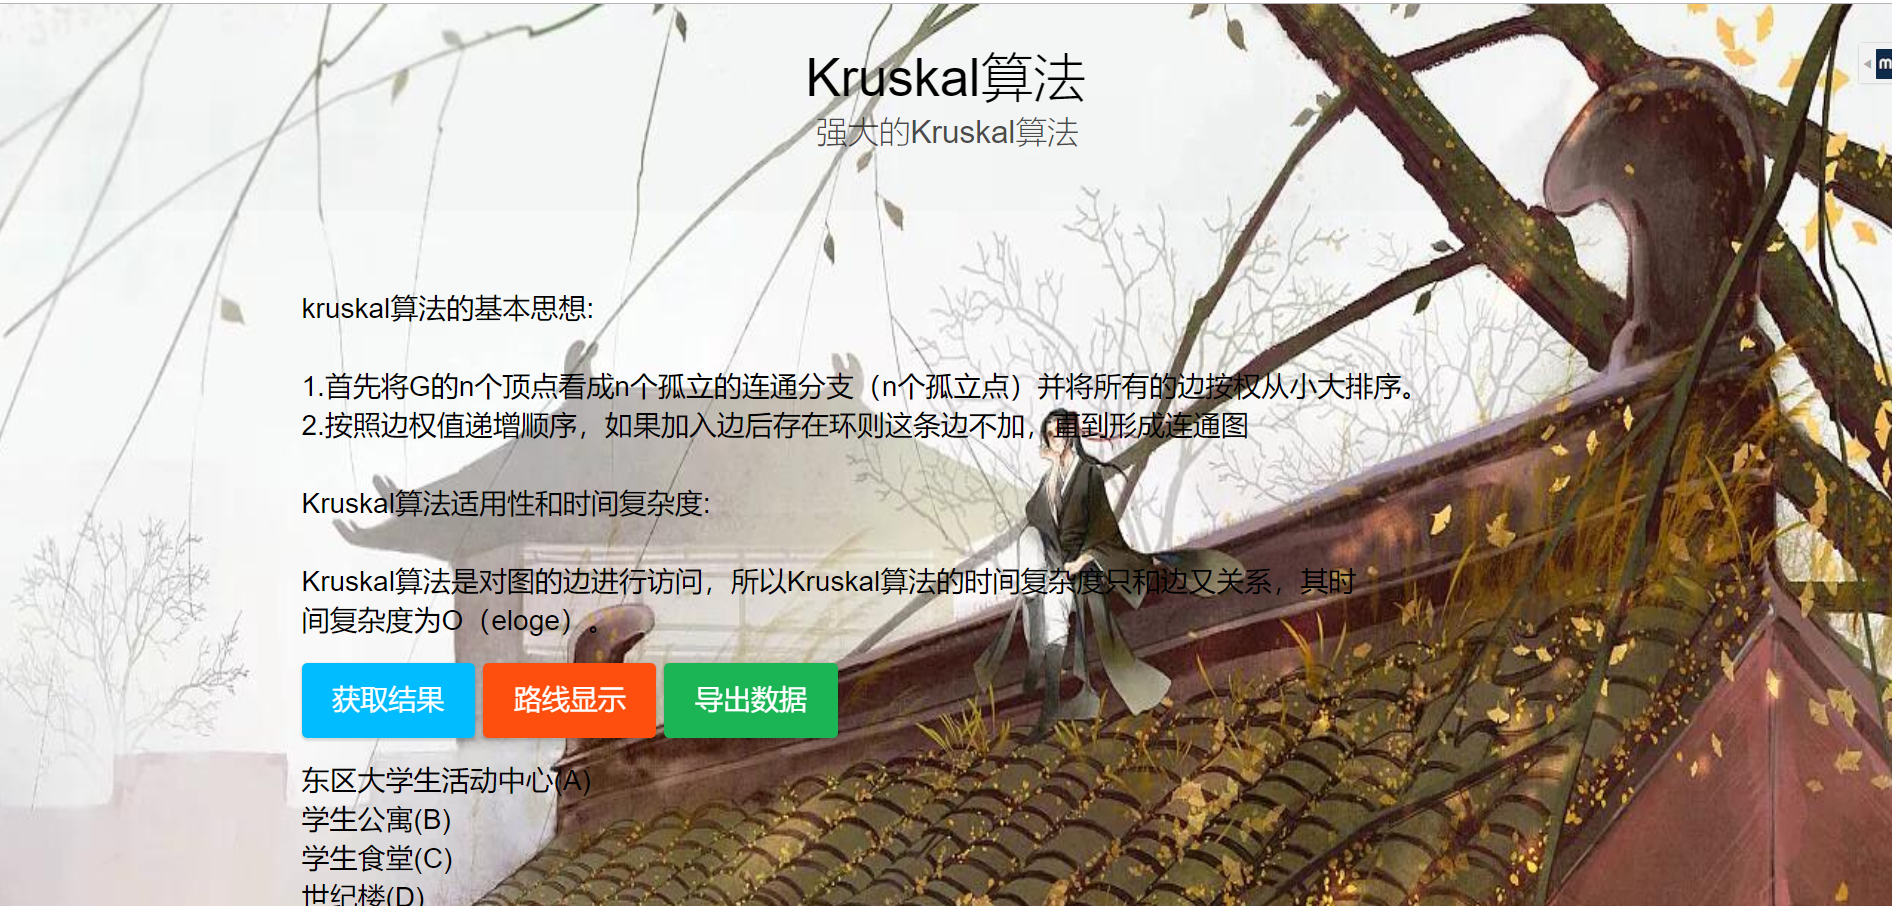 Kruskal算法
强大的Kruskal算法
m
kruskal算法的基本思想:
1.首先将G的n个顶点看成n个孤立的连通分支（n个孤立点）并将所有的边按权从小大排序。
2.按照边权值递增顺序，如果加入边后存在环则这条边不加，直到形成连通图
Kruskal算法适用性和时间复杂度:
Kruskal算法是对图的边进行访问，所以Kruskal算法的时间复杂度只和边又关系，其时
间复杂度为O（eloge）。
获取结果 路线显示 导出数据
东区大学生活动中心(A)
学生公寓(B)
学生食堂(C)
世纪楼(D)